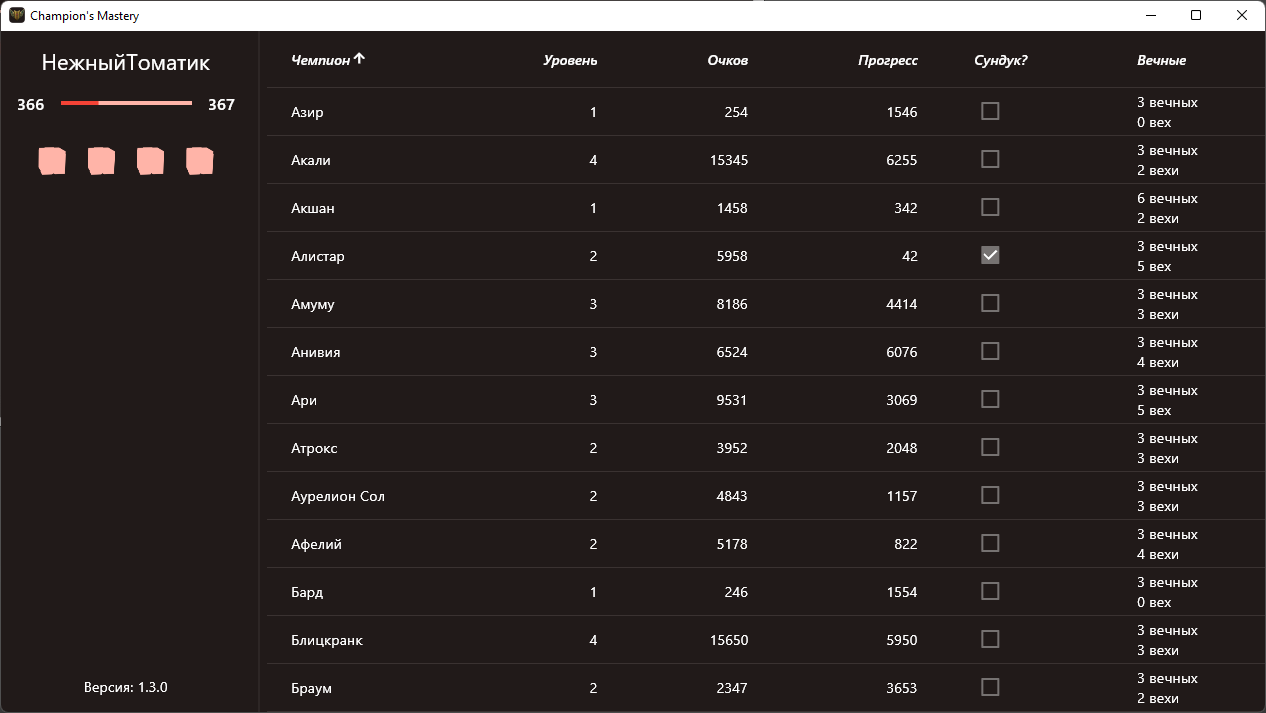 Champion's Mastery
НежныйТоматик
366 367
Версия: 1.3.0
Чемпион Уровень Очков Прогресс Сундук? Вечные
Азир 1 254 1546 3 вечных
0 вех
Акали 4 15345 6255 3 вечных
2 вехи
Акшан 1 1458 342 6 вечных
2 вехи
Алистар 2 5958 42 3 вечных
5 вех
Амуму 3 8186 4414 3 вечных
3 вехи
Анивия 3 6524 6076 3 вечных
4 вехи
Ари 3 9531 3069 3 вечных
5 вех
Атрокс 2 3952 2048 3 вечных
3 вехи
Аурелион Сол 2 4843 1157 3 вечных
3 вехи
Афелий 2 5178 822 3 вечных
4 вехи
Бард 1 246 1554 3 вечных
0 вех
Блицкранк 4 15650 5950 3 вечных
3 вехи
Браум 2 2347 3653 3 вечных
2 вехи